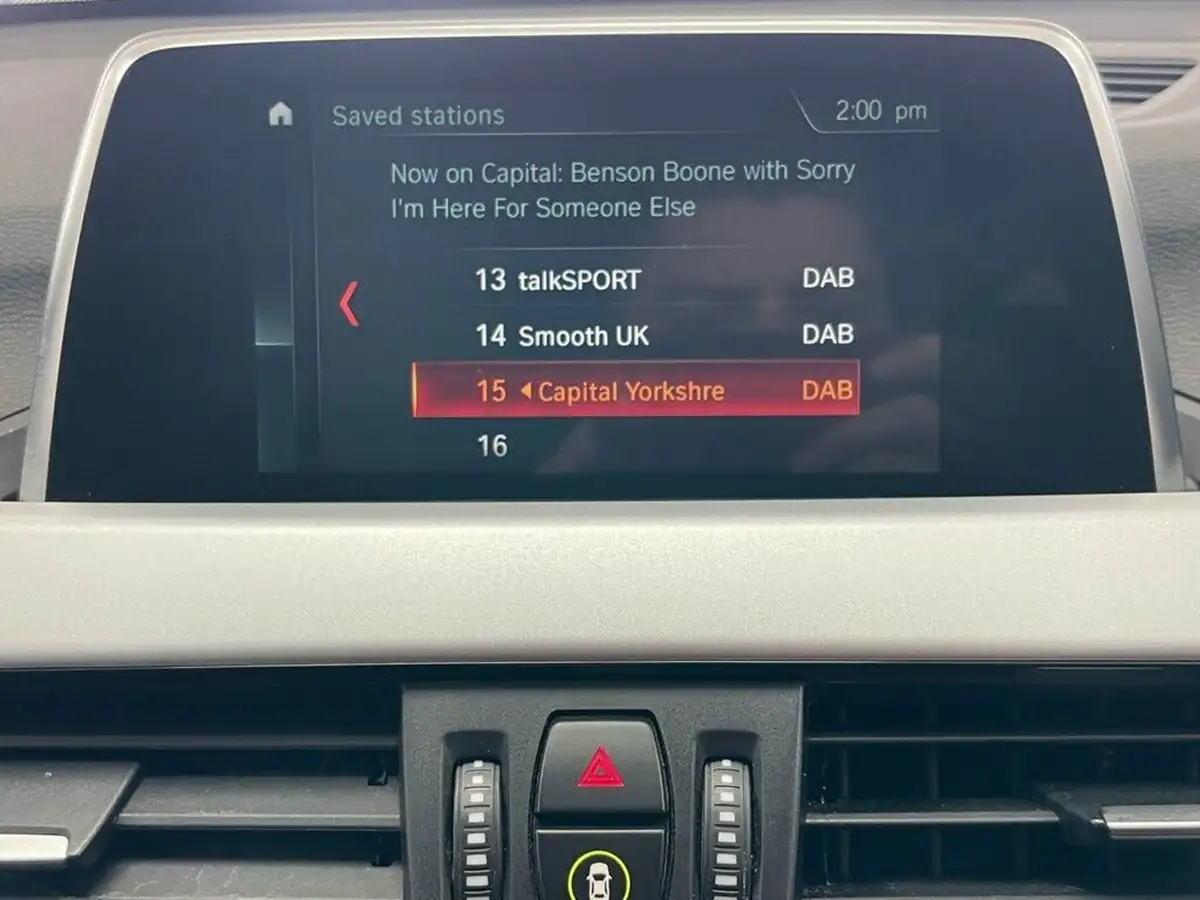 Saved stations 2:00 pm
Now on Capital: Benson Boone with Sorry
I'm Here For Someone Else
13 talkSPORT DAB
14 Smooth UK DAB
15 Capital Yorkshre DAB
16